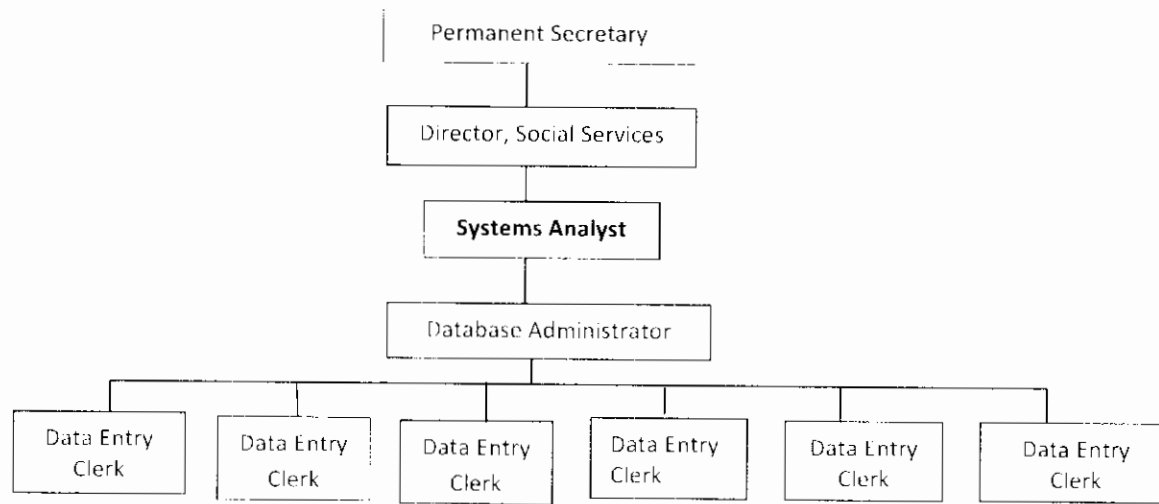 Permanent Secretary
Director, Social Services
Systems Analyst
Database Administrator
Data Entry
Clerk
Data Entry
Clerk
Data Entry
Clerk
Data Entry
Clerk
Data Entry
Clerk
Data Entry
Clerk